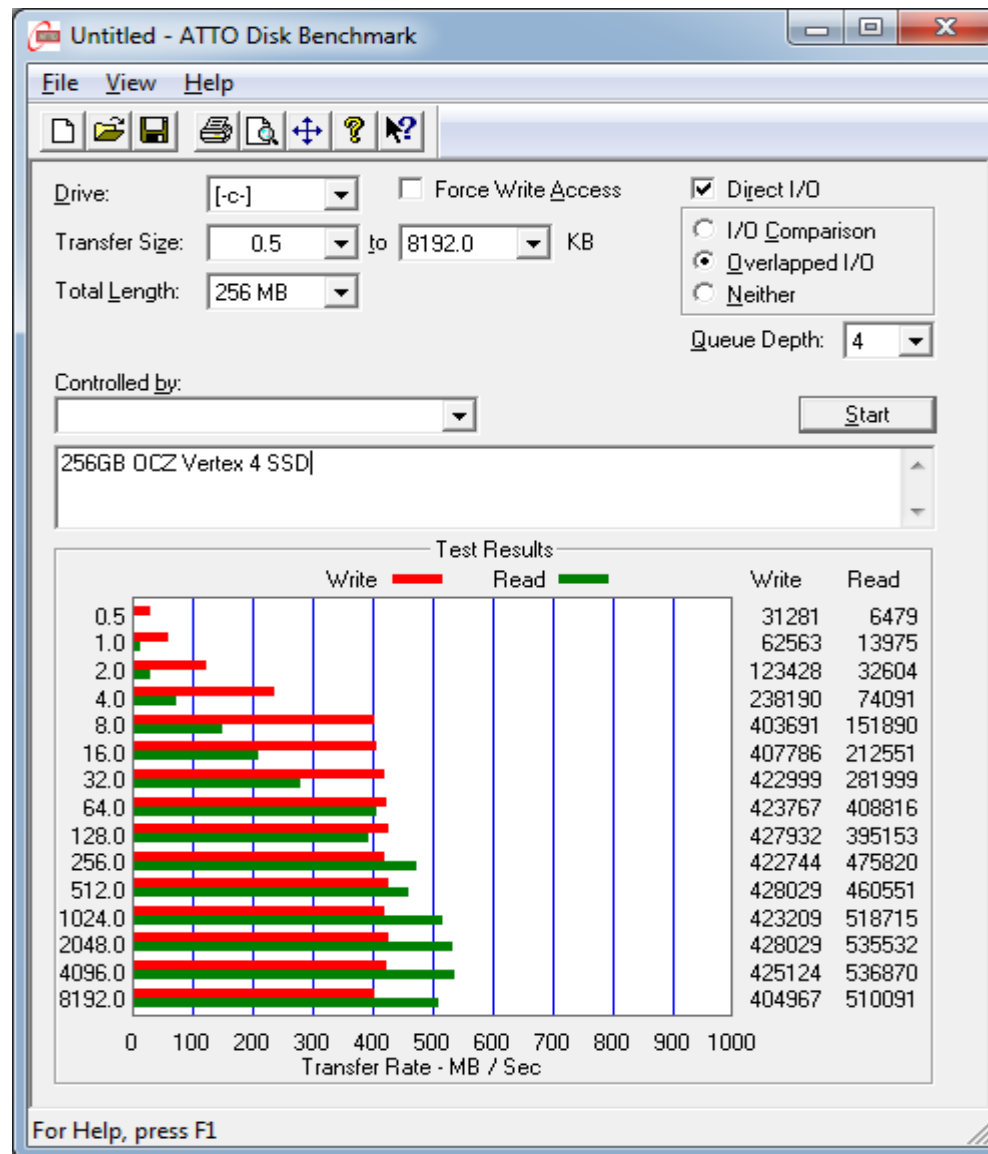 Untitled - ATTO Disk Benchmark
File View Help
Drive: [-c-] Force Write Access Direct I/O
Transfer Size: 0.5 to 8192.0 KB I/O Comparison
Overlapped I/O
Total Length: 256 MB Neither
Queue Depth: 4
Controlled by:
Start
256GB OCZ Vertex 4 SSD
Test Results
Write Read Write Read
0.5 31281 6479
1.0 62563 13975
2.0 123428 32604
4.0 238190 74091
8.0 403691 151890
16.0 407786 212551
32.0 422999 281999
64.0 423767 408816
128.0 427932 395153
256.0 422744 475820
512.0 428029 460551
1024.0 423209 518715
2048.0 428029 535532
4096.0 425124 536870
8192.0 404967 510091
0 100 200 300 400 500 600 700 800 900 1000
Transfer Rate - MB / Sec
For Help, press F1